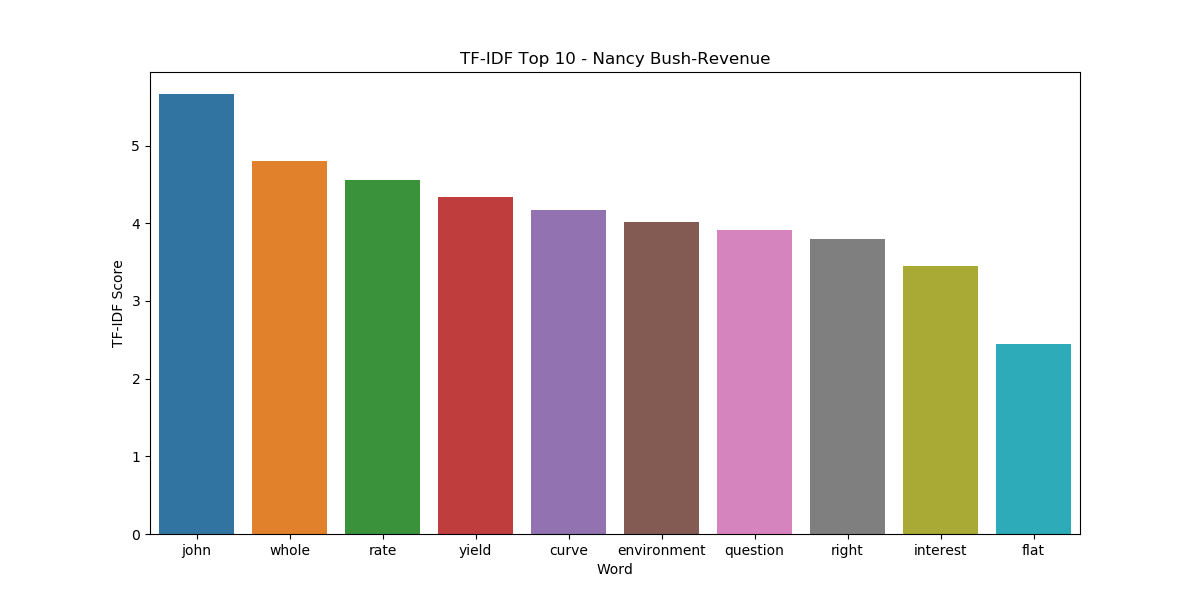 TF-IDF Top 10 - Nancy Bush-Revenue
TF-IDF Score
5
4
3
2
1
0
john whole rate yield curve environment question right interest flat
Word